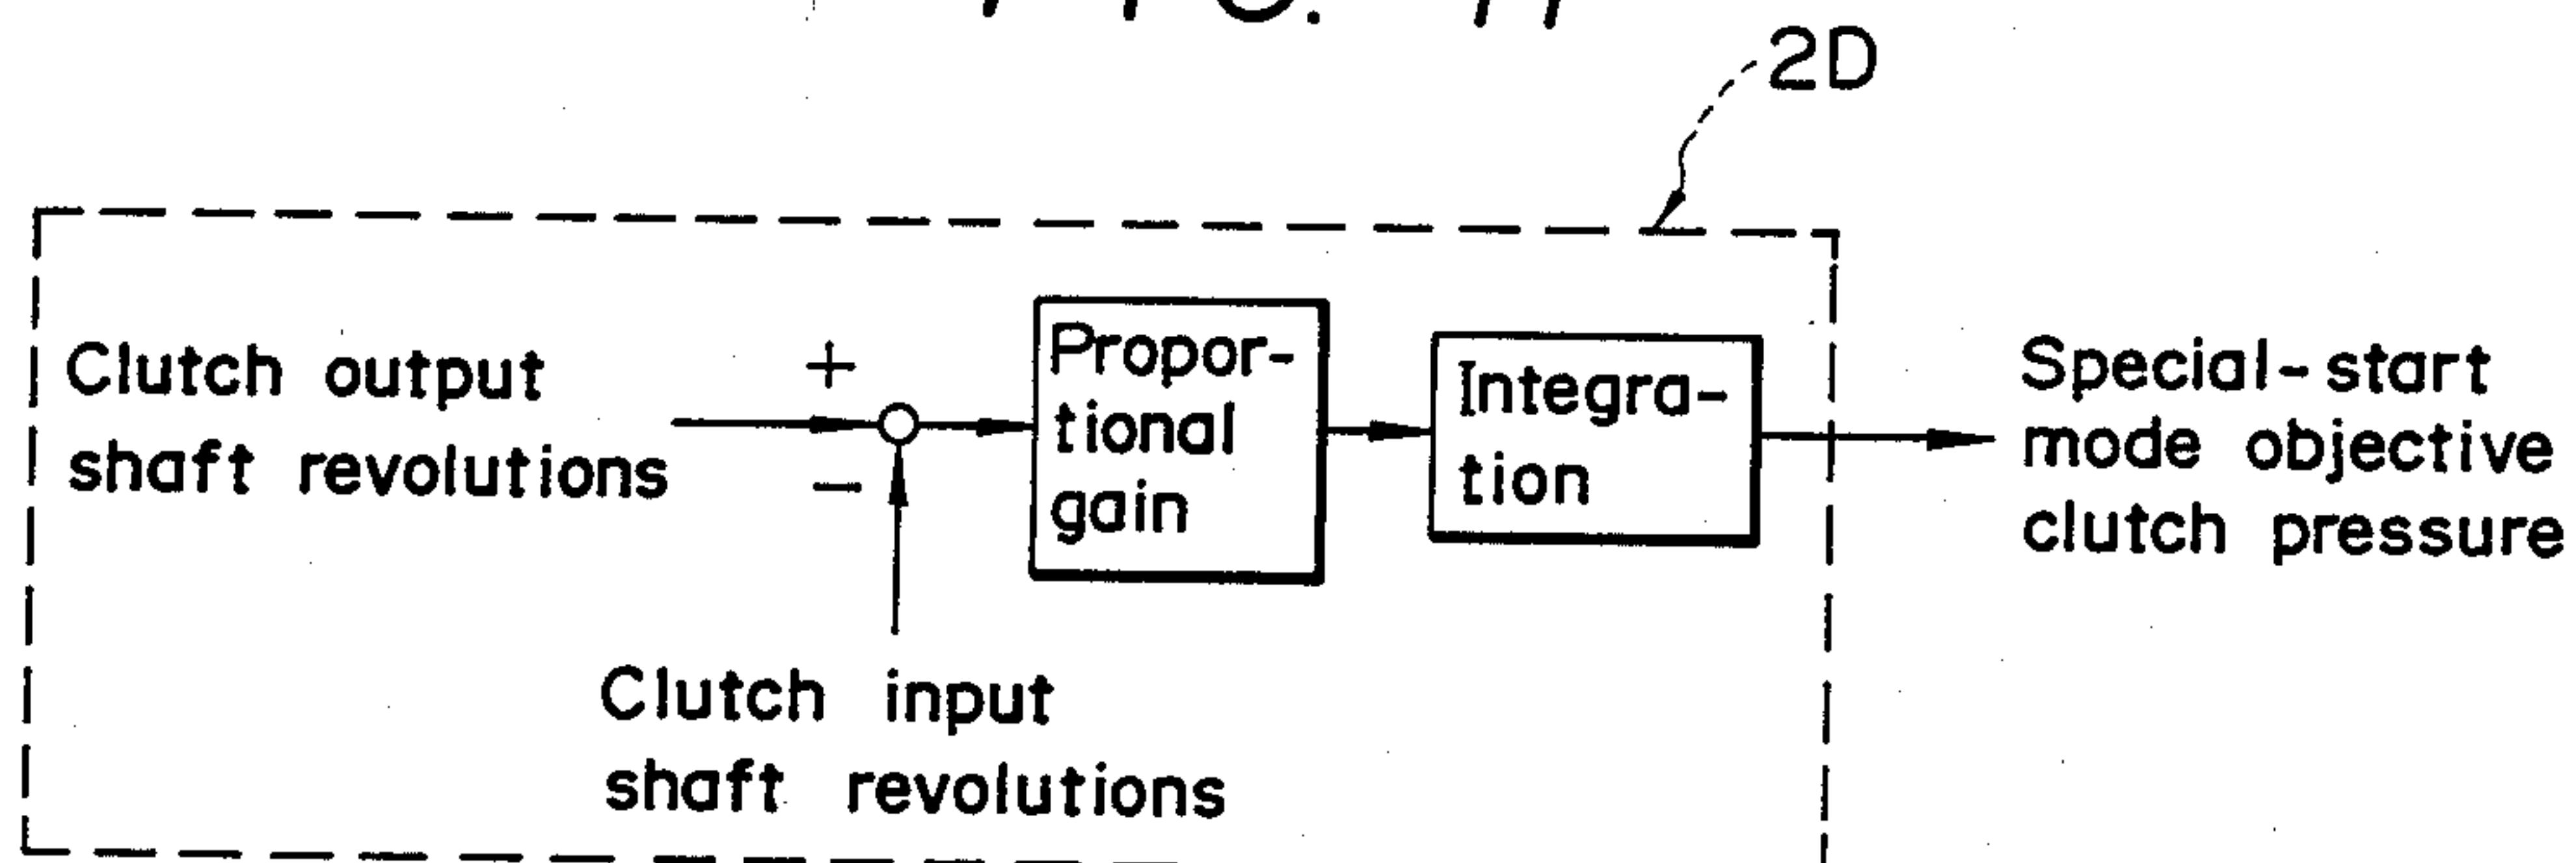 2D
Clutch output
shaft revolutions
+
−
Propor-
tional
gain
Integra-
tion
Special-start
mode objective
clutch pressure
Clutch input
shaft revolutions